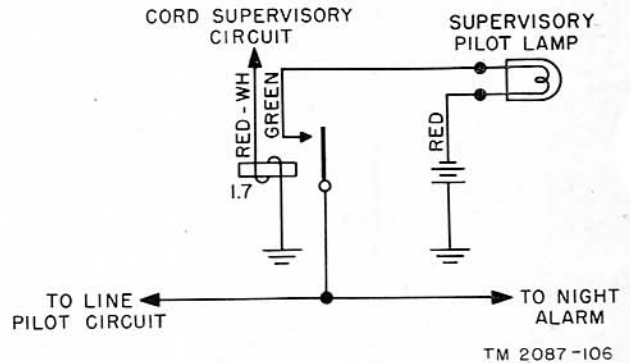 CORD SUPERVISORY
CIRCUIT
SUPERVISORY
PILOT LAMP
RED-WH
GREEN
RED
1.7
TO LINE
PILOT CIRCUIT
TO NIGHT
ALARM
TM 2087-106